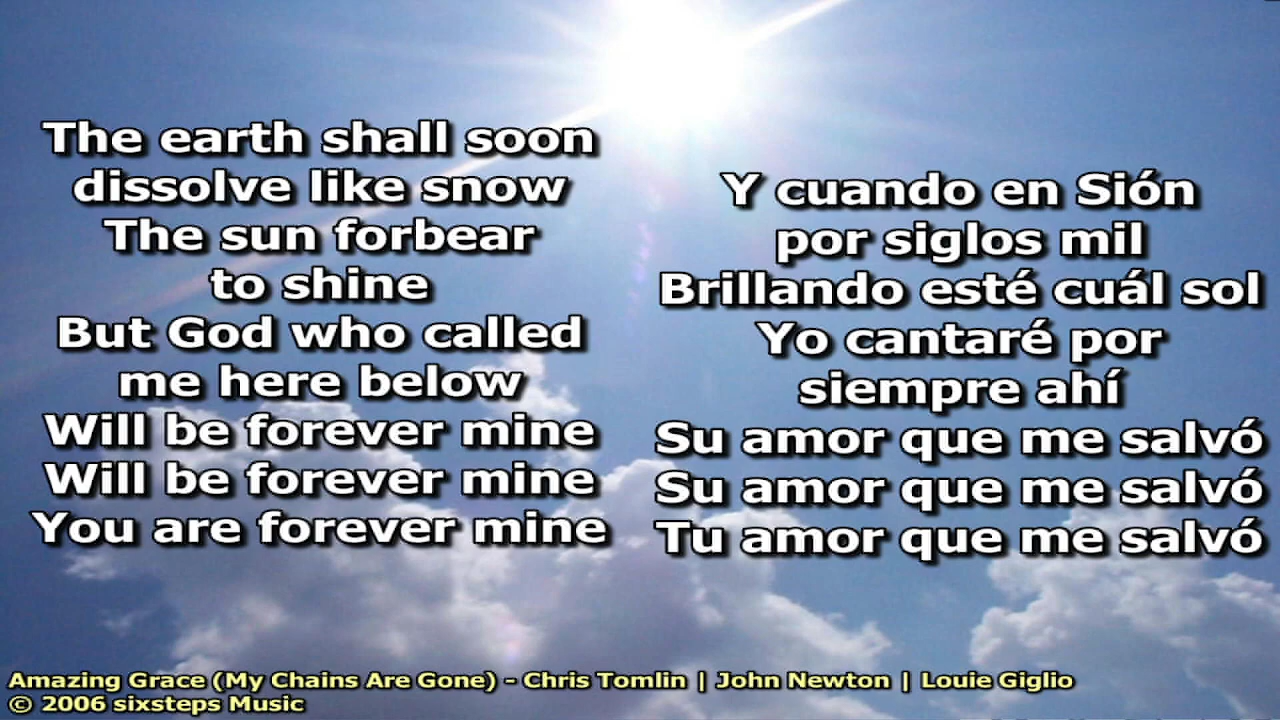 The earth shall soon
dissolve like snow
The sun forbear
to shine
But God who called
me here below
Will be forever mine
Will be forever mine
You are forever mine
Y cuando en Sión
por siglos mil
Brillando esté cuál sol
Yo cantaré por
siempre ahí
Su amor que me salvó
Su amor que me salvó
Tu amor que me salvó
Amazing Grace (My Chains Are Gone) - Chris Tomlin | John Newton | Louie Giglio
© 2006 sixsteps Music